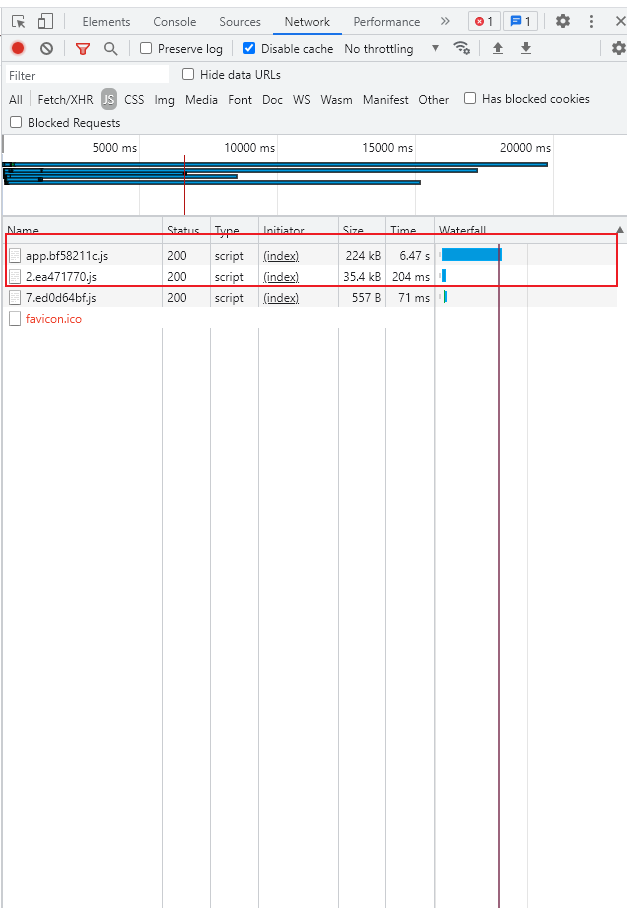 Elements Console Sources Network Performance » 1 1
Preserve log Disable cache No throttling
Filter Hide data URLs
All Fetch/XHR JS CSS Img Media Font Doc WS Wasm Manifest Other Has blocked cookies
Blocked Requests
5000 ms 10000 ms 15000 ms 20000 ms
Name Status Type Initiator Size Time Waterfall
app.bf58211c.js 200 script (index) 224 kB 6.47 s
2.ea471770.js 200 script (index) 35.4 kB 204 ms
7.ed0d64bf.js 200 script (index) 557 B 71 ms
favicon.ico